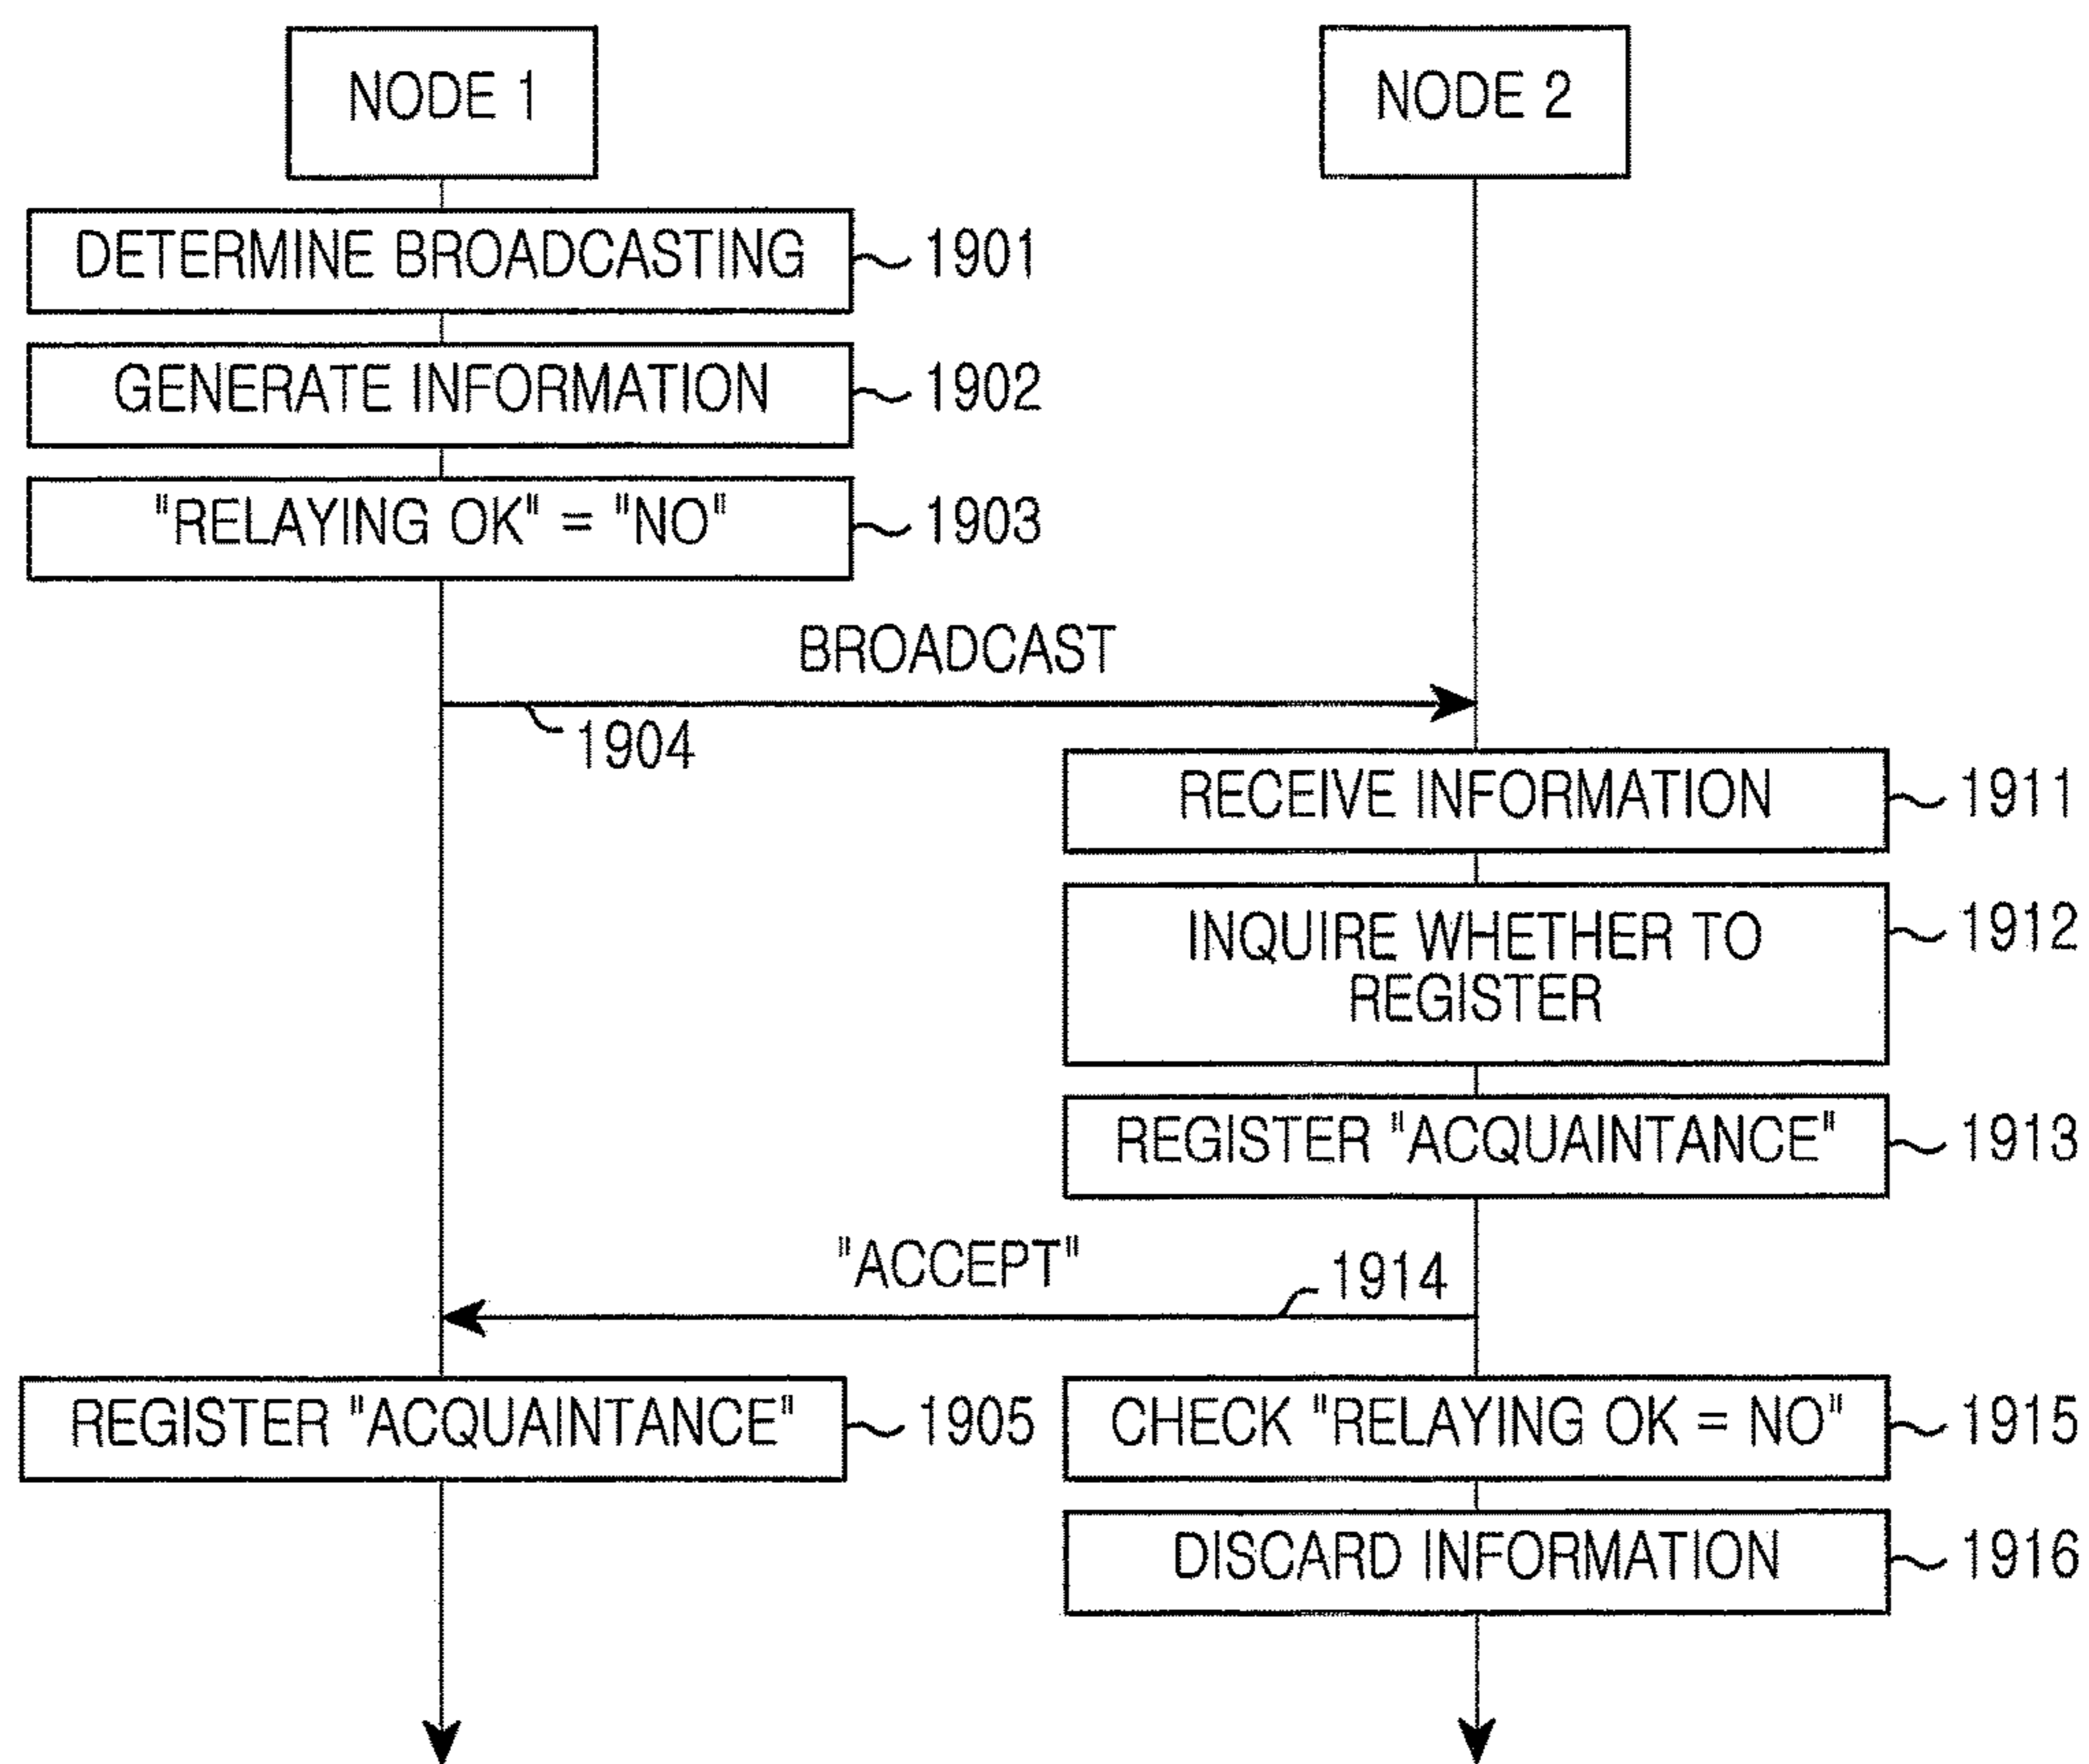 NODE 1
NODE 2
DETERMINE BROADCASTING
1901
GENERATE INFORMATION
1902
"RELAYING OK" = "NO"
1903
BROADCAST
1904
RECEIVE INFORMATION
1911
INQUIRE WHETHER TO
REGISTER
1912
REGISTER "ACQUAINTANCE"
1913
"ACCEPT"
1914
REGISTER "ACQUAINTANCE"
1905
CHECK "RELAYING OK = NO"
1915
DISCARD INFORMATION
1916